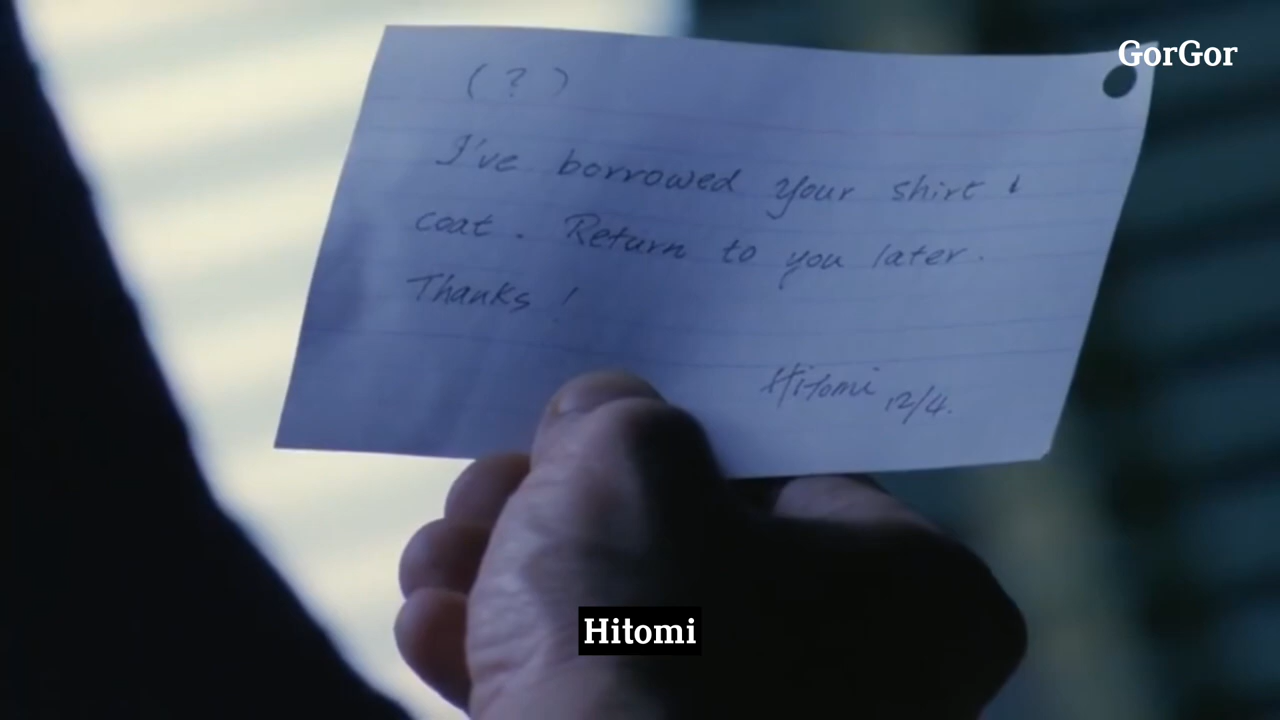 GorGor
( ? )
I've borrowed your shirt &
coat. Return to you later.
Thanks !
Hitomi 12/4.
Hitomi